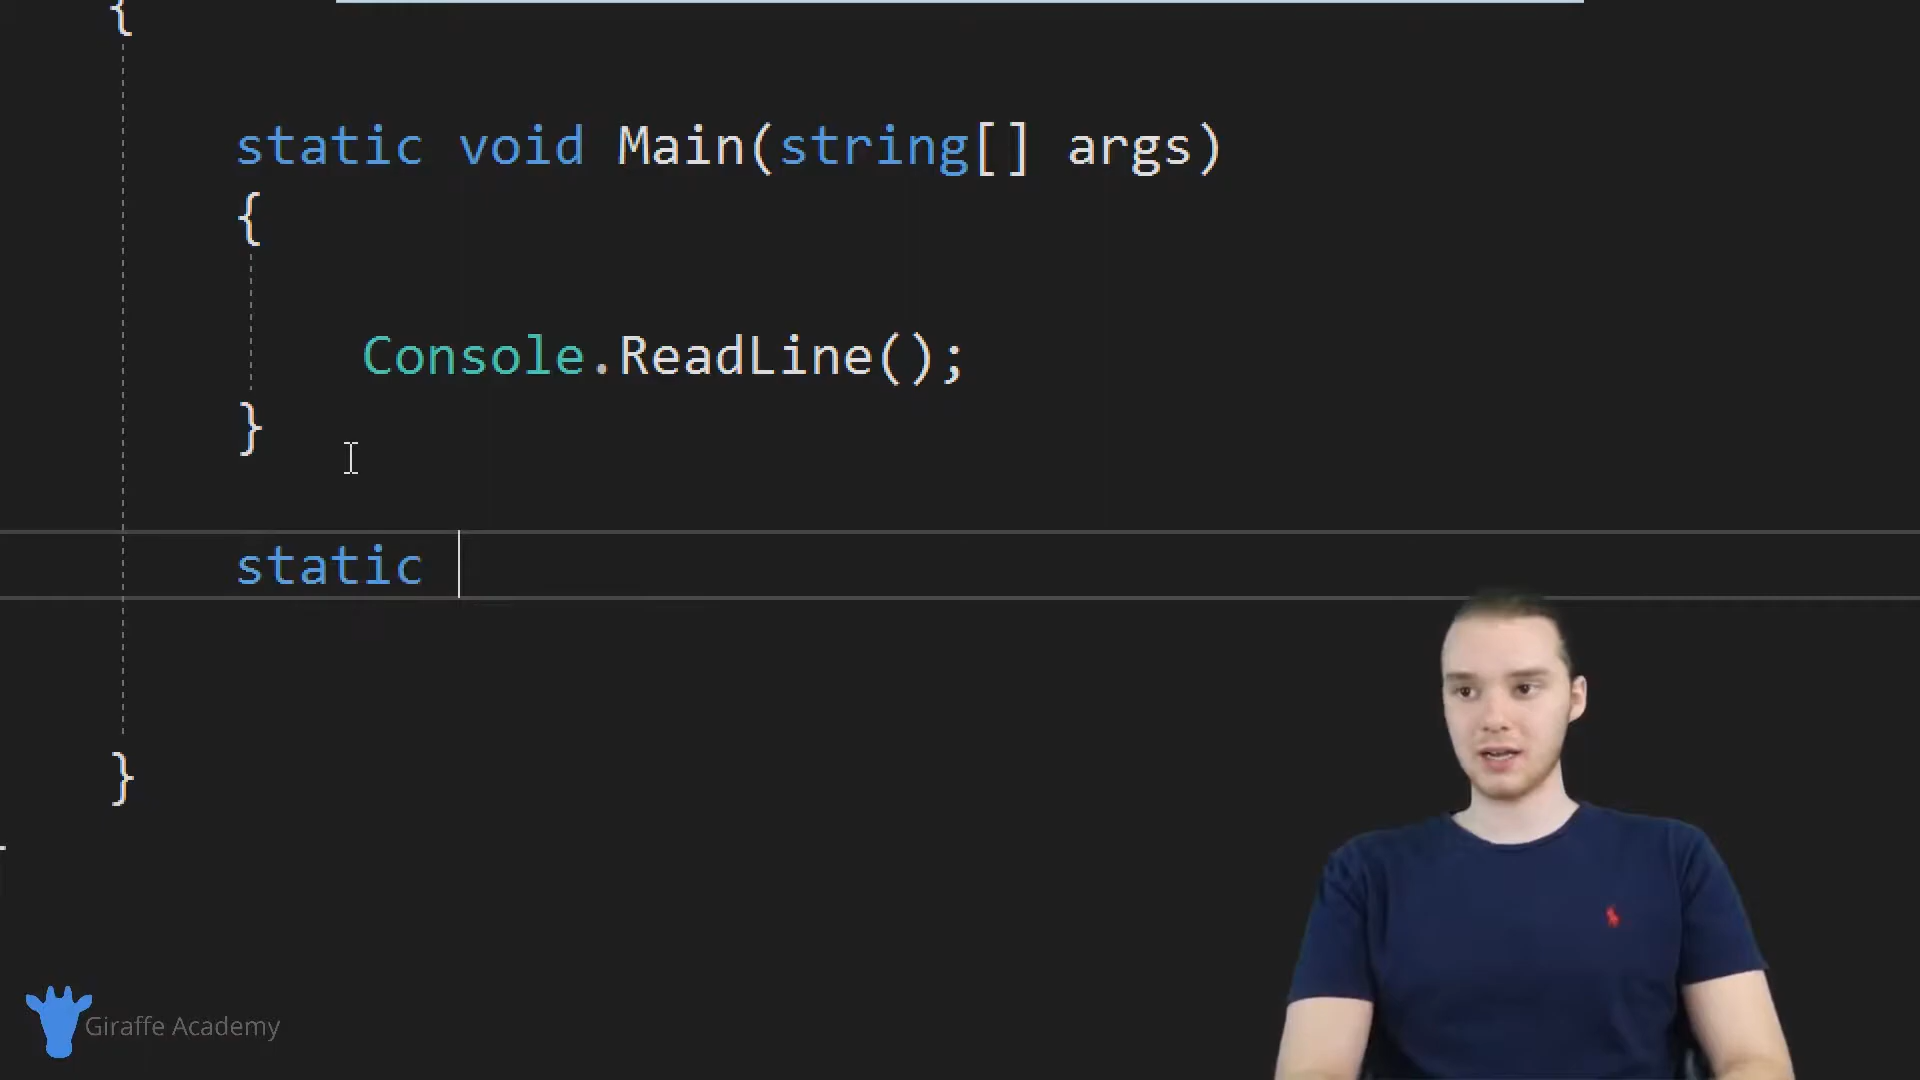 {
static void Main(string[] args)
{
Console.ReadLine();
}
static
}
Giraffe Academy